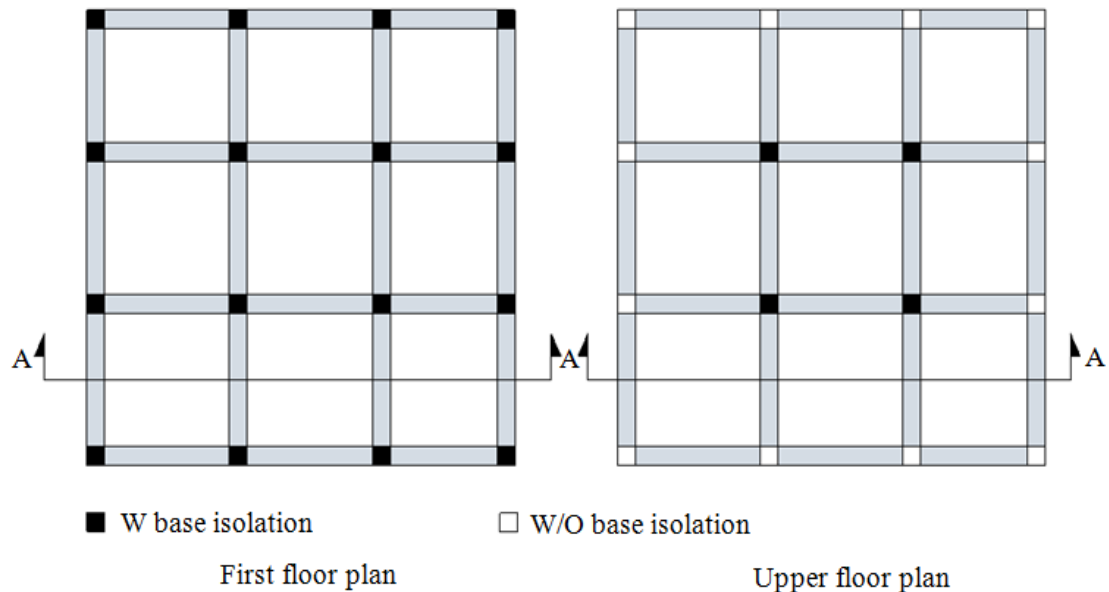 A
A
A
W base isolation
W/O base isolation
First floor plan
Upper floor plan